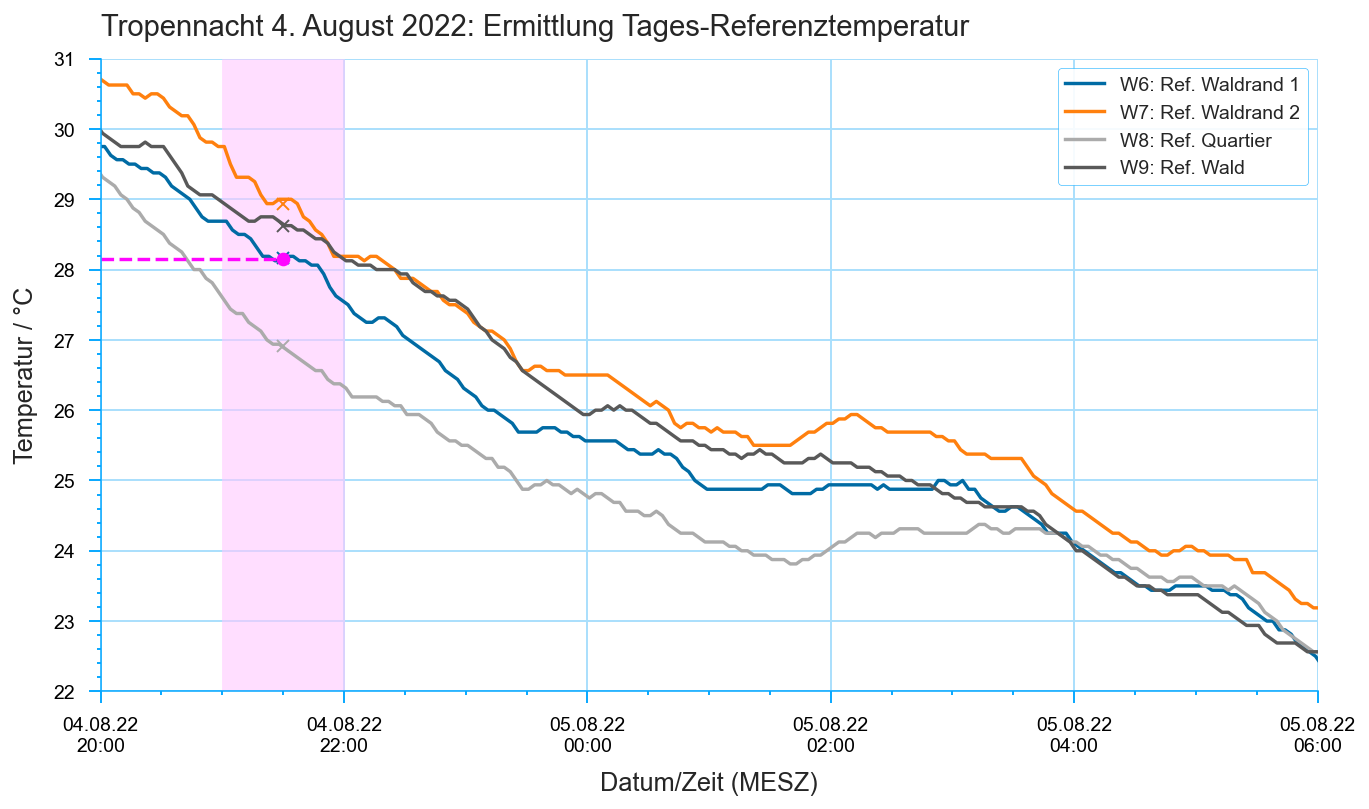 Tropennacht 4. August 2022: Ermittlung Tages-Referenztemperatur
W6: Ref. Waldrand 1
W7: Ref. Waldrand 2
W8: Ref. Quartier
W9: Ref. Wald
Temperatur / °C
31
30
29
28
27
26
25
24
23
22
04.08.22 04.08.22 05.08.22 05.08.22 05.08.22 05.08.22
20:00 22:00 00:00 02:00 04:00 06:00
Datum/Zeit (MESZ)